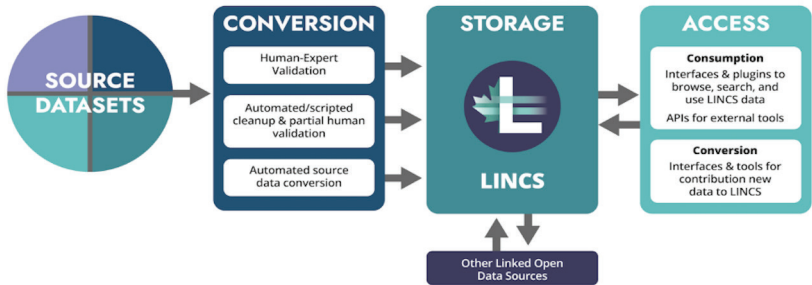 SOURCE
DATASETS
CONVERSION
Human-Expert
Validation
Automated/scripted
cleanup & partial human
validation
Automated source
data conversion
STORAGE
L
LINCS
Other Linked Open
Data Sources
ACCESS
Consumption
Interfaces & plugins to
browse, search, and
use LINCS data
APIs for external tools
Conversion
Interfaces & tools for
contribution new
data to LINCS